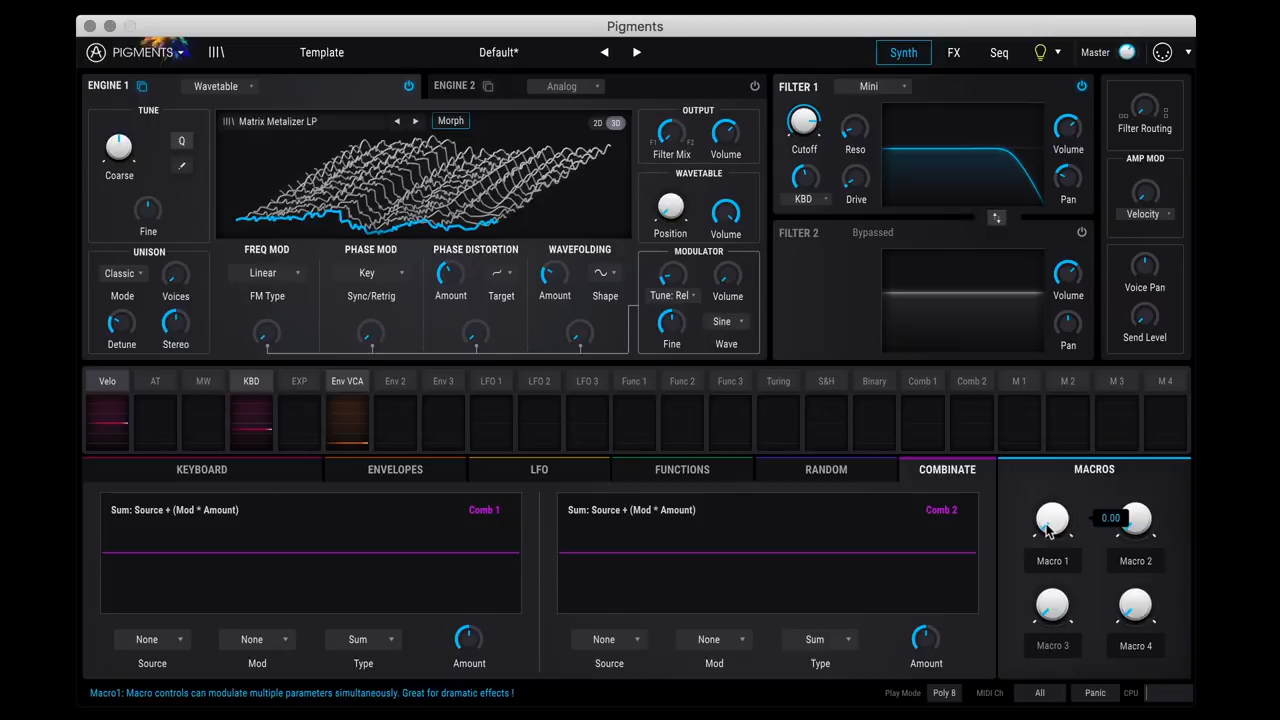 Pigments
PIGMENTS
Template
Default*
Synth
FX
Seq
Master
ENGINE 1
Wavetable
ENGINE 2
Analog
TUNE
Coarse
Q
Fine
UNISON
Classic
Mode
Voices
Detune
Stereo
Matrix Metalizer LP
Morph
2D
3D
FREQ MOD
Linear
FM Type
PHASE MOD
Key
Sync/Retrig
PHASE DISTORTION
Amount
Target
WAVEFOLDING
Amount
Shape
OUTPUT
F1
F2
Filter Mix
Volume
WAVETABLE
Position
Volume
MODULATOR
Tune: Rel
Volume
Sine
Fine
Wave
FILTER 1
Mini
Cutoff
Reso
KBD
Drive
Volume
Pan
FILTER 2
Bypassed
Volume
Pan
Filter Routing
AMP MOD
Velocity
Voice Pan
Send Level
Velo
AT
MW
KBD
EXP
Env VCA
Env 2
Env 3
LFO 1
LFO 2
LFO 3
Func 1
Func 2
Func 3
Turing
S&H
Binary
Comb 1
Comb 2
M 1
M 2
M 3
M 4
KEYBOARD
ENVELOPES
LFO
FUNCTIONS
RANDOM
COMBINATE
MACROS
Sum: Source + (Mod * Amount)
Comb 1
None
None
Sum
Source
Mod
Type
Amount
Sum: Source + (Mod * Amount)
Comb 2
None
None
Sum
Source
Mod
Type
Amount
0.00
Macro 1
Macro 2
Macro 3
Macro 4
Macro1: Macro controls can modulate multiple parameters simultaneously. Great for dramatic effects !
Play Mode
Poly 8
MIDI Ch
All
Panic
CPU